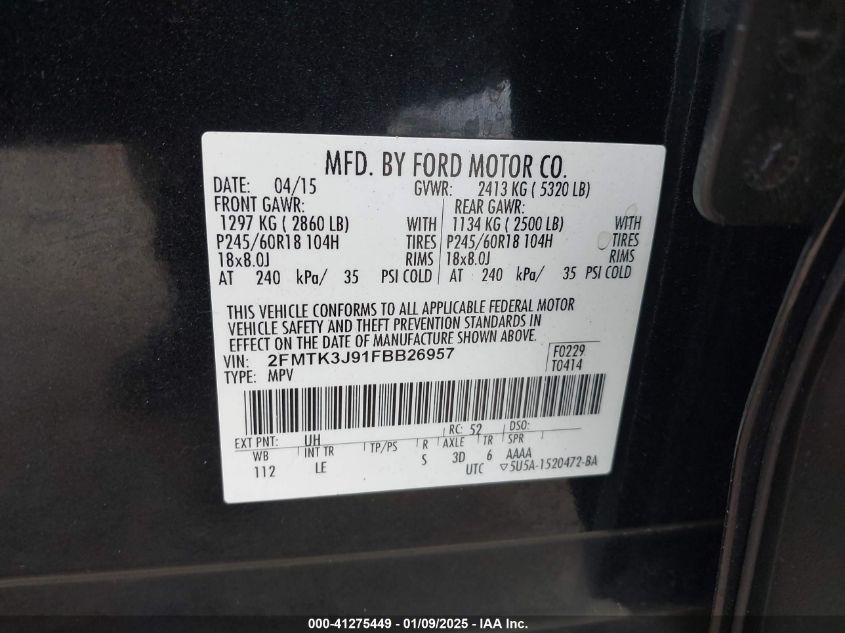 MFD. BY FORD MOTOR CO.
DATE: 04/15 GVWR: 2413 KG ( 5320 LB)
FRONT GAWR: REAR GAWR:
1297 KG ( 2860 LB) WITH 1134 KG ( 2500 LB) WITH
P245/60R18 104H TIRES P245/60R18 104H TIRES
18x8.0J RIMS 18x8.0J RIMS
AT 240 kPa/ 35 PSI COLD AT 240 kPa/ 35 PSI COLD
THIS VEHICLE CONFORMS TO ALL APPLICABLE FEDERAL MOTOR
VEHICLE SAFETY AND THEFT PREVENTION STANDARDS IN
EFFECT ON THE DATE OF MANUFACTURE SHOWN ABOVE.
VIN: 2FMTK3J91FBB26957 F0229
TYPE: MPV T0414
EXT PNT: UH RC: 52 DSO:
WB INT TR TP/PS R AXLE TR SPR
112 LE S 3D 6 AAAA
UTC ▽5U5A-1520472-BA
000-41275449 - 01/09/2025 - IAA Inc.